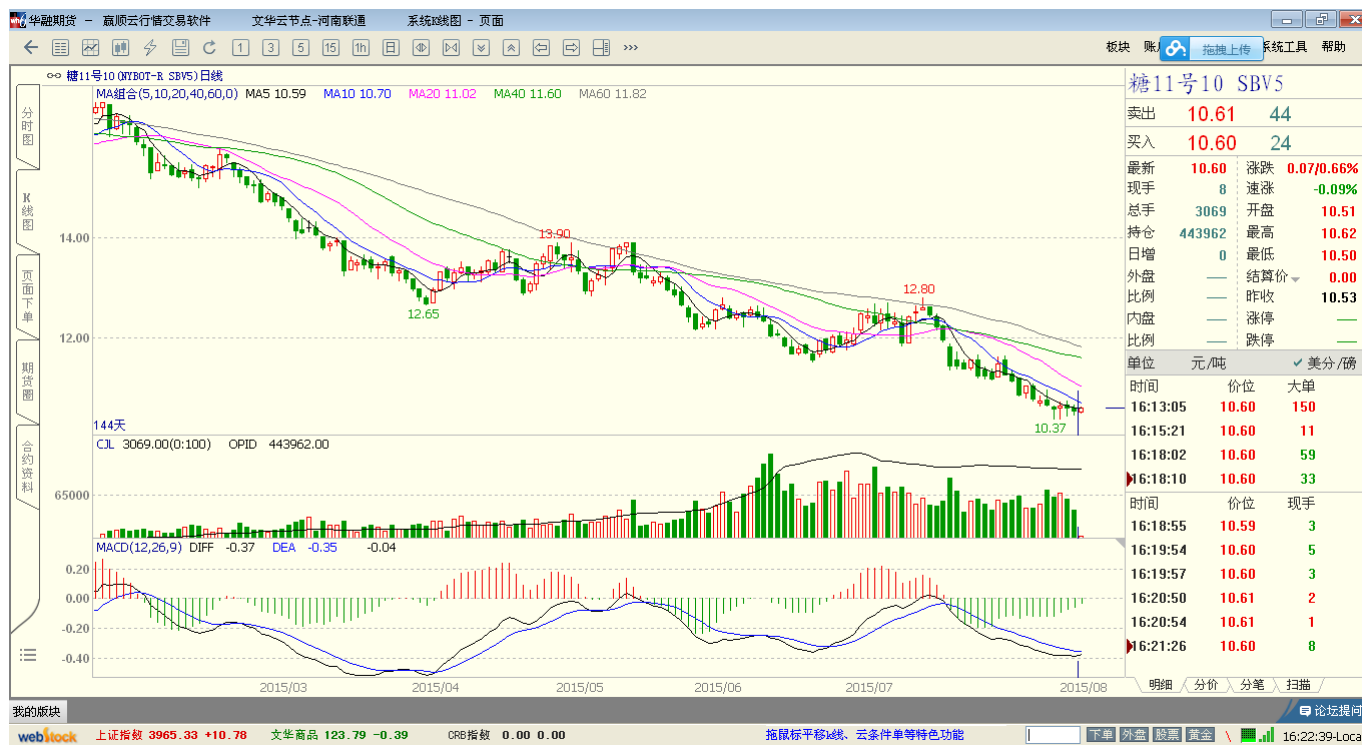 wh6 华融期货 － 赢顺云行情交易软件 文华云节点-河南联通 系统K线图 - 页面
1 3 5 15 1h 日
板块 账户 拖拽上传 系统工具 帮助
糖11号10(NYBOT-R SBV5)日线
MA组合(5,10,20,40,60,0) MA5 10.59 MA10 10.70 MA20 11.02 MA40 11.60 MA60 11.82
分时图
K线图
页面下单
期货圈
合约资料
14.00
13.90
12.80
12.65
12.00
10.37
144天
CJL 3069.00(0:100) OPID 443962.00
65000
MACD(12,26,9) DIFF -0.37 DEA -0.35 -0.04
0.20
0.00
-0.20
-0.40
2015/03 2015/04 2015/05 2015/06 2015/07 2015/08
糖11号10 SBV5
卖出 10.61 44
买入 10.60 24
最新 10.60 涨跌 0.07/0.66%
现手 8 速涨 -0.09%
总手 3069 开盘 10.51
持仓 443962 最高 10.62
日增 0 最低 10.50
外盘 — 结算价 0.00
比例 — 昨收 10.53
内盘 — 涨停 —
比例 — 跌停 —
单位 元/吨 ✓ 美分/磅
时间 价位 大单
16:13:05 10.60 150
16:15:21 10.60 11
16:18:02 10.60 59
16:18:10 10.60 33
时间 价位 现手
16:18:55 10.59 3
16:19:54 10.60 5
16:19:57 10.60 3
16:20:50 10.61 2
16:20:54 10.61 1
16:21:26 10.60 8
明细 分价 分笔 扫描
我的版块 论坛提问
webstock 上证指数 3965.33 +10.78 文华商品 123.79 -0.39 CRB指数 0.00 0.00 拖鼠标平移k线、云条件单等特色功能 下单 外盘 股票 黄金 16:22:39-Loca